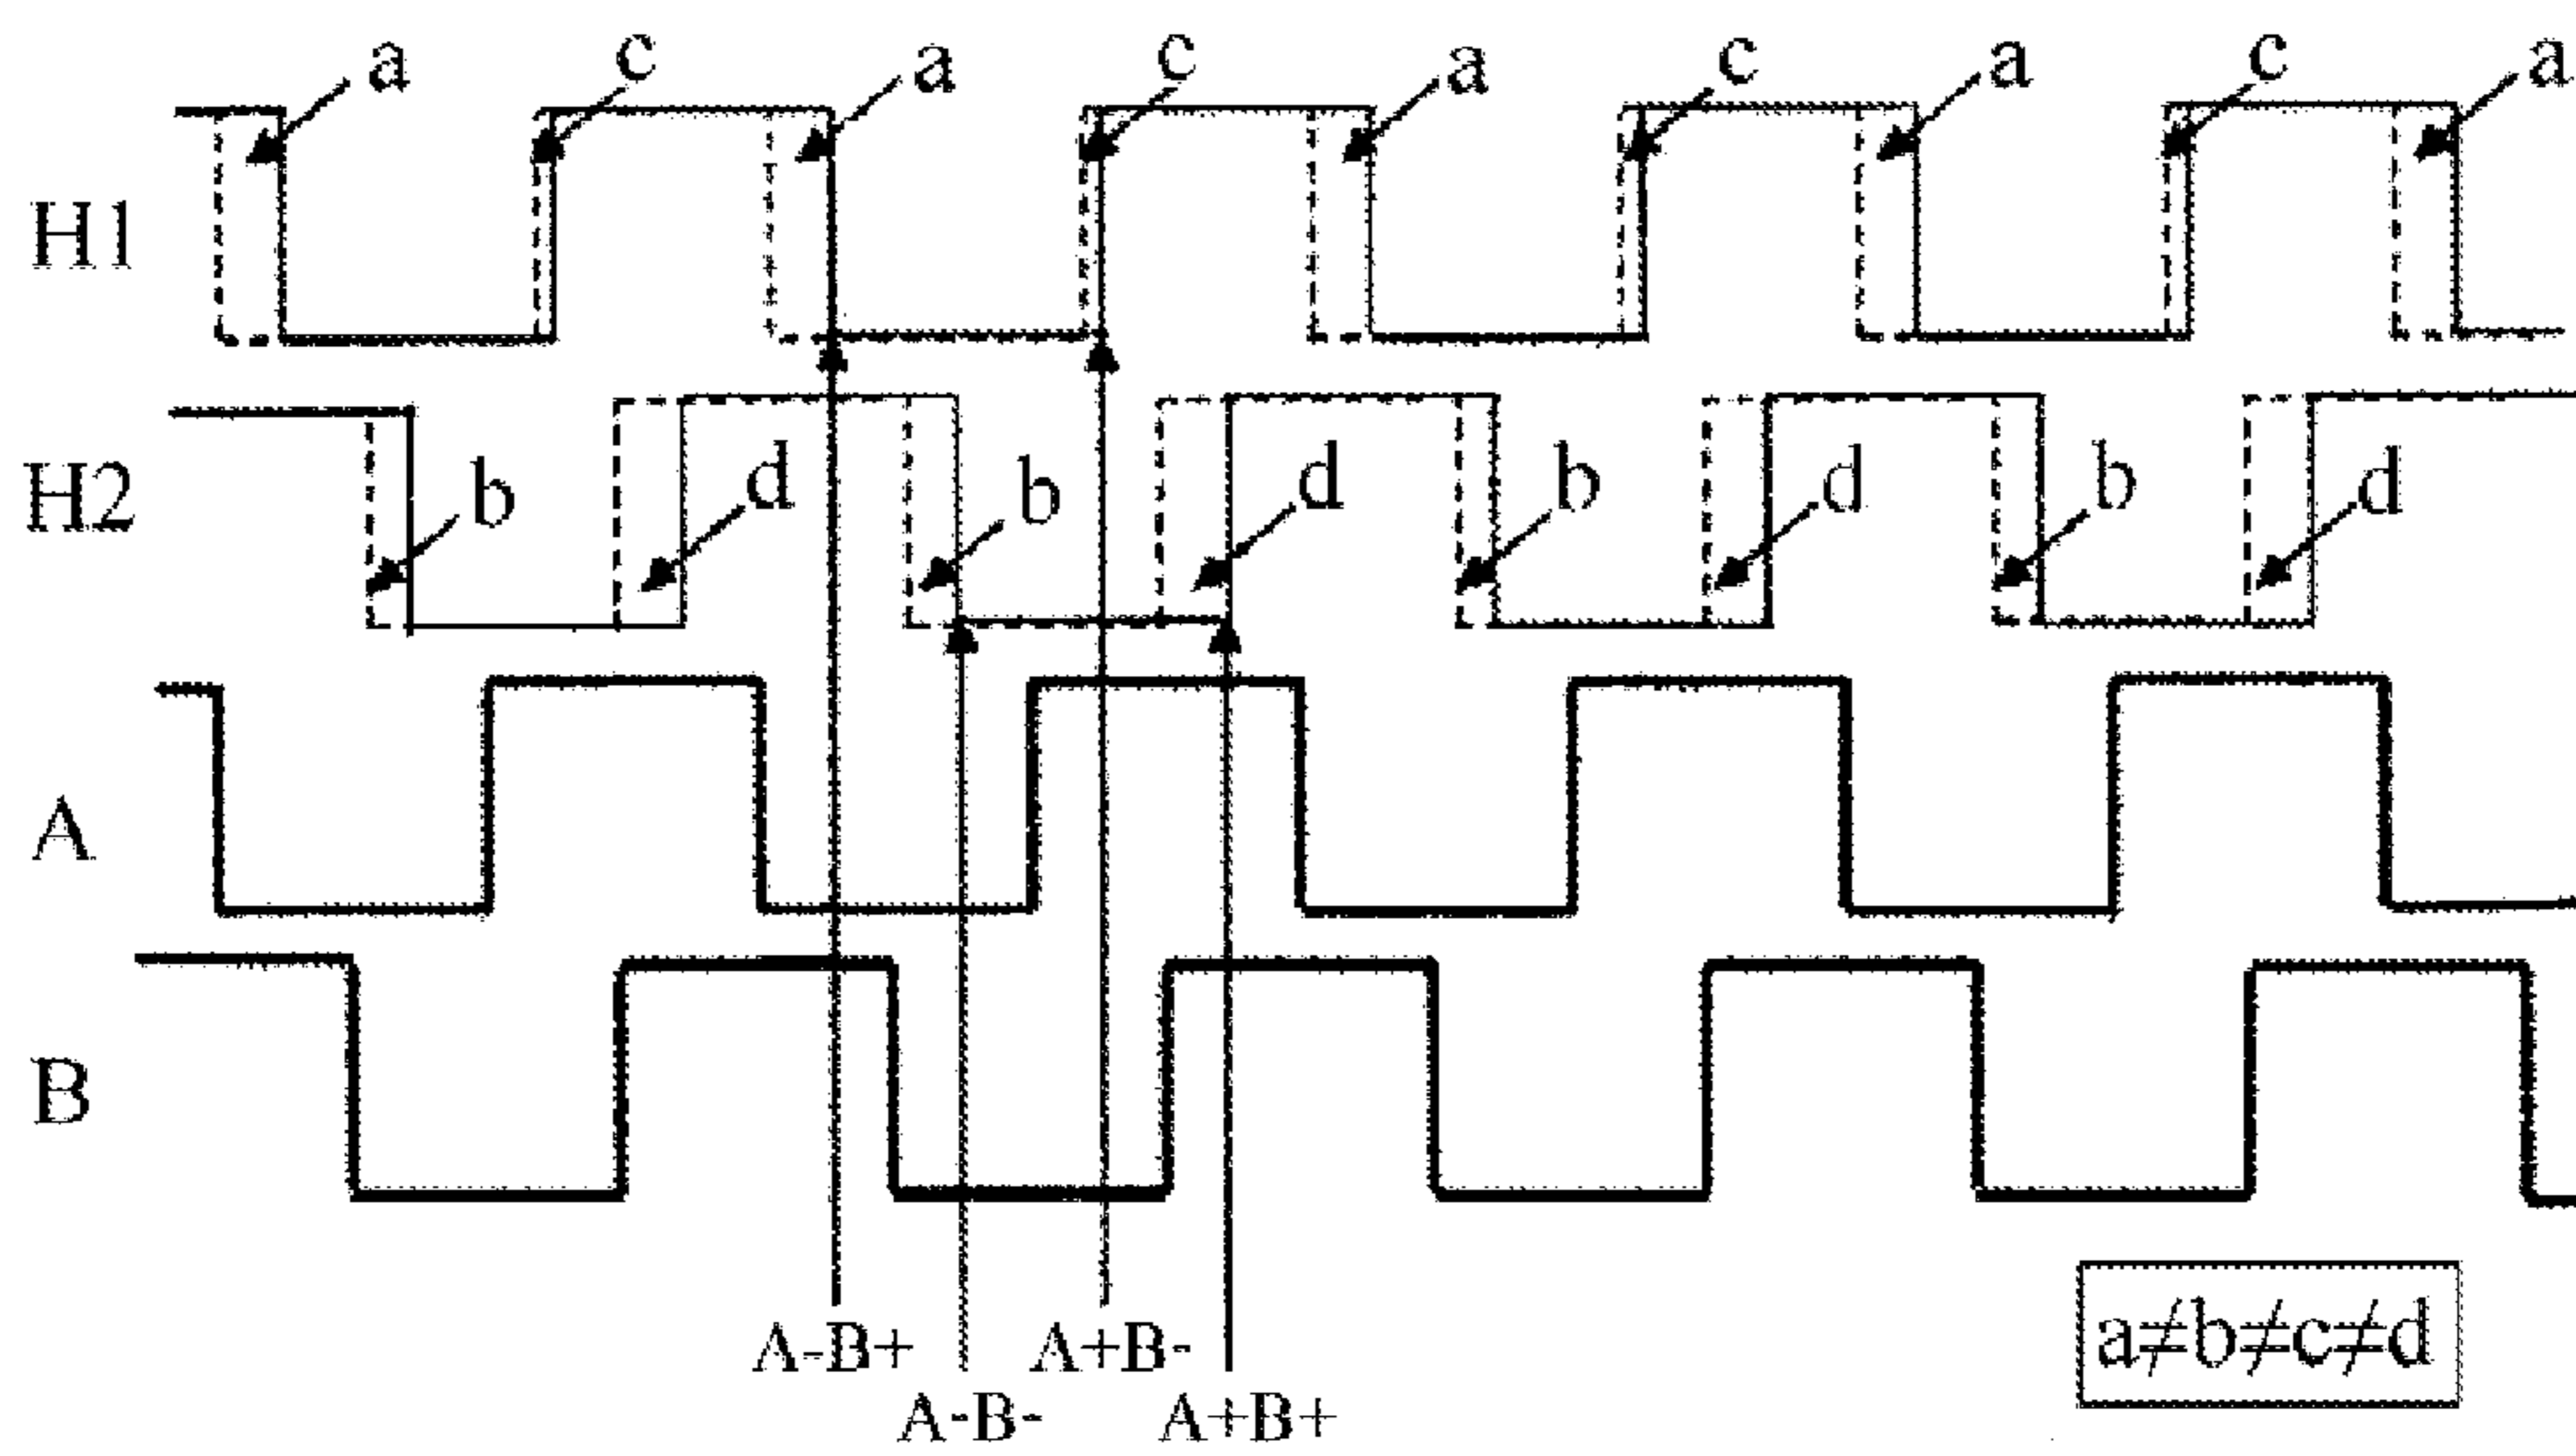 a c a c a c a c a
H1
H2
b d b d b d b d
A
B
A-B+ A+B-
A-B- A+B+
a≠b≠c≠d